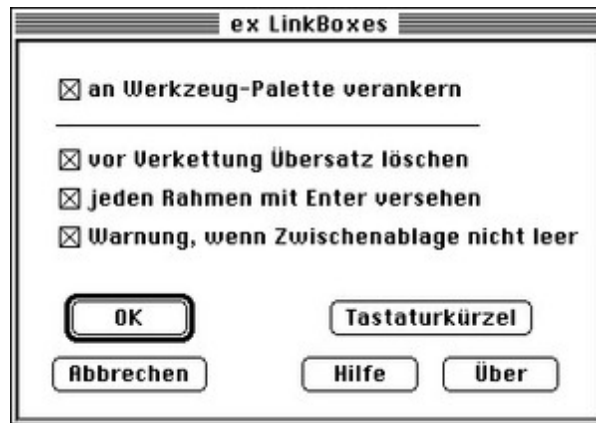 ex LinkBoxes
an Werkzeug-Palette verankern
vor Verkettung Übersatz löschen
jeden Rahmen mit Enter versehen
Warnung, wenn Zwischenablage nicht leer
OK
Tastaturkürzel
Abbrechen
Hilfe
Über